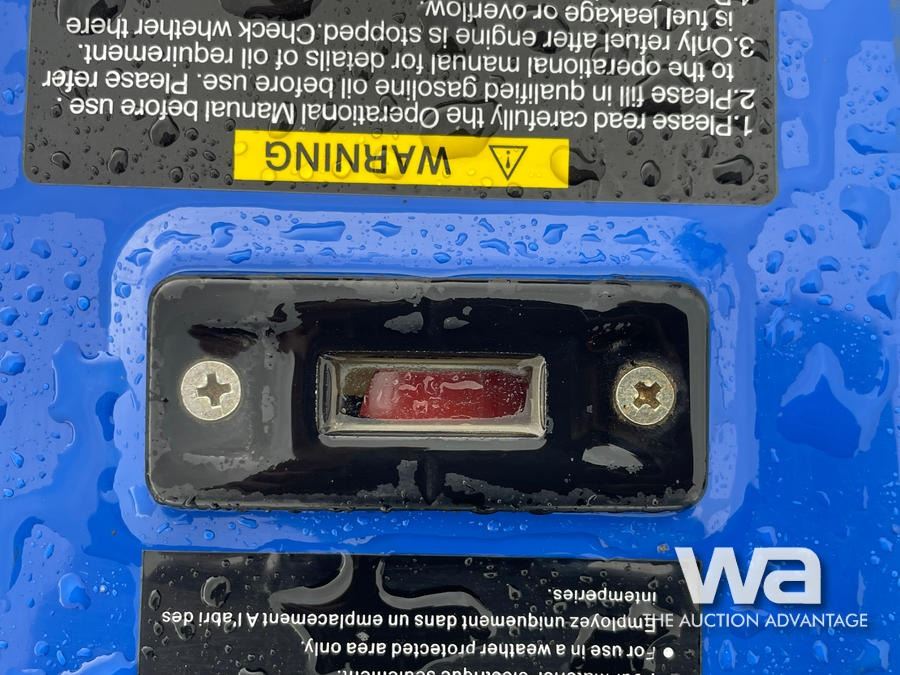 materiel electrique seulement.
● For use in a weather protected area only.
Employez uniquement dans un emplacement A l'abri des
intemperies.
WARNING
1.Please read carefully the Operational Manual before use .
2.Please fill in qualified gasoline oil before use. Please refer
to the operational manual for details of oil requirement.
3.Only refuel after engine is stopped.Check whether there
is fuel leakage or overflow.
wa
THE AUCTION ADVANTAGE